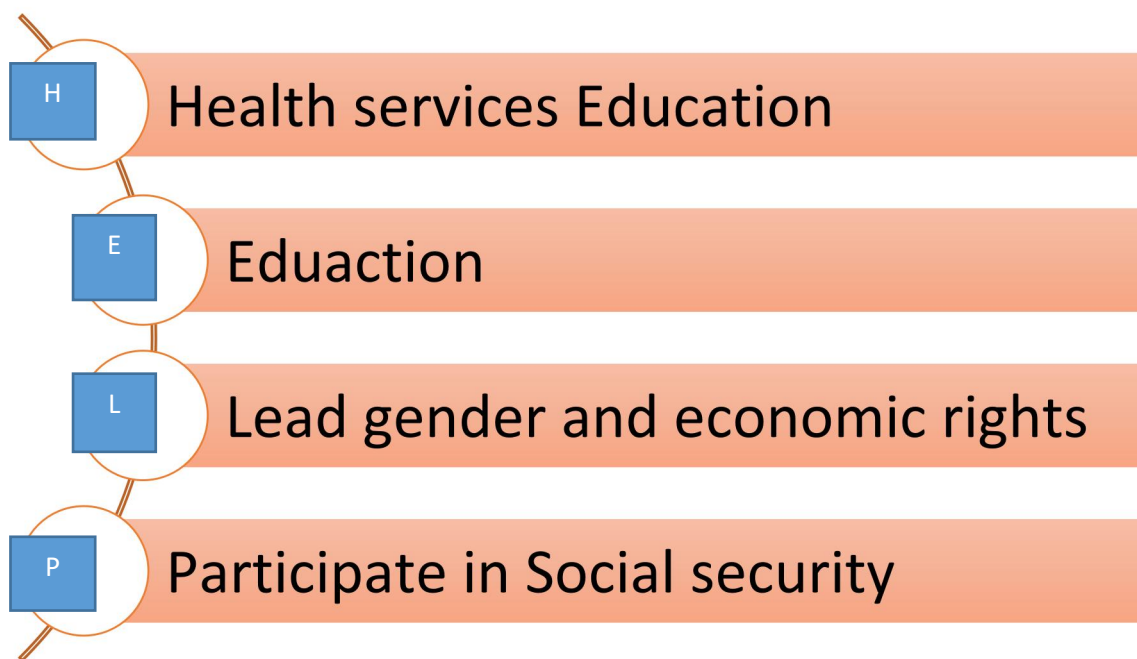 H
Health services Education
E
Eduaction
L
Lead gender and economic rights
P
Participate in Social security